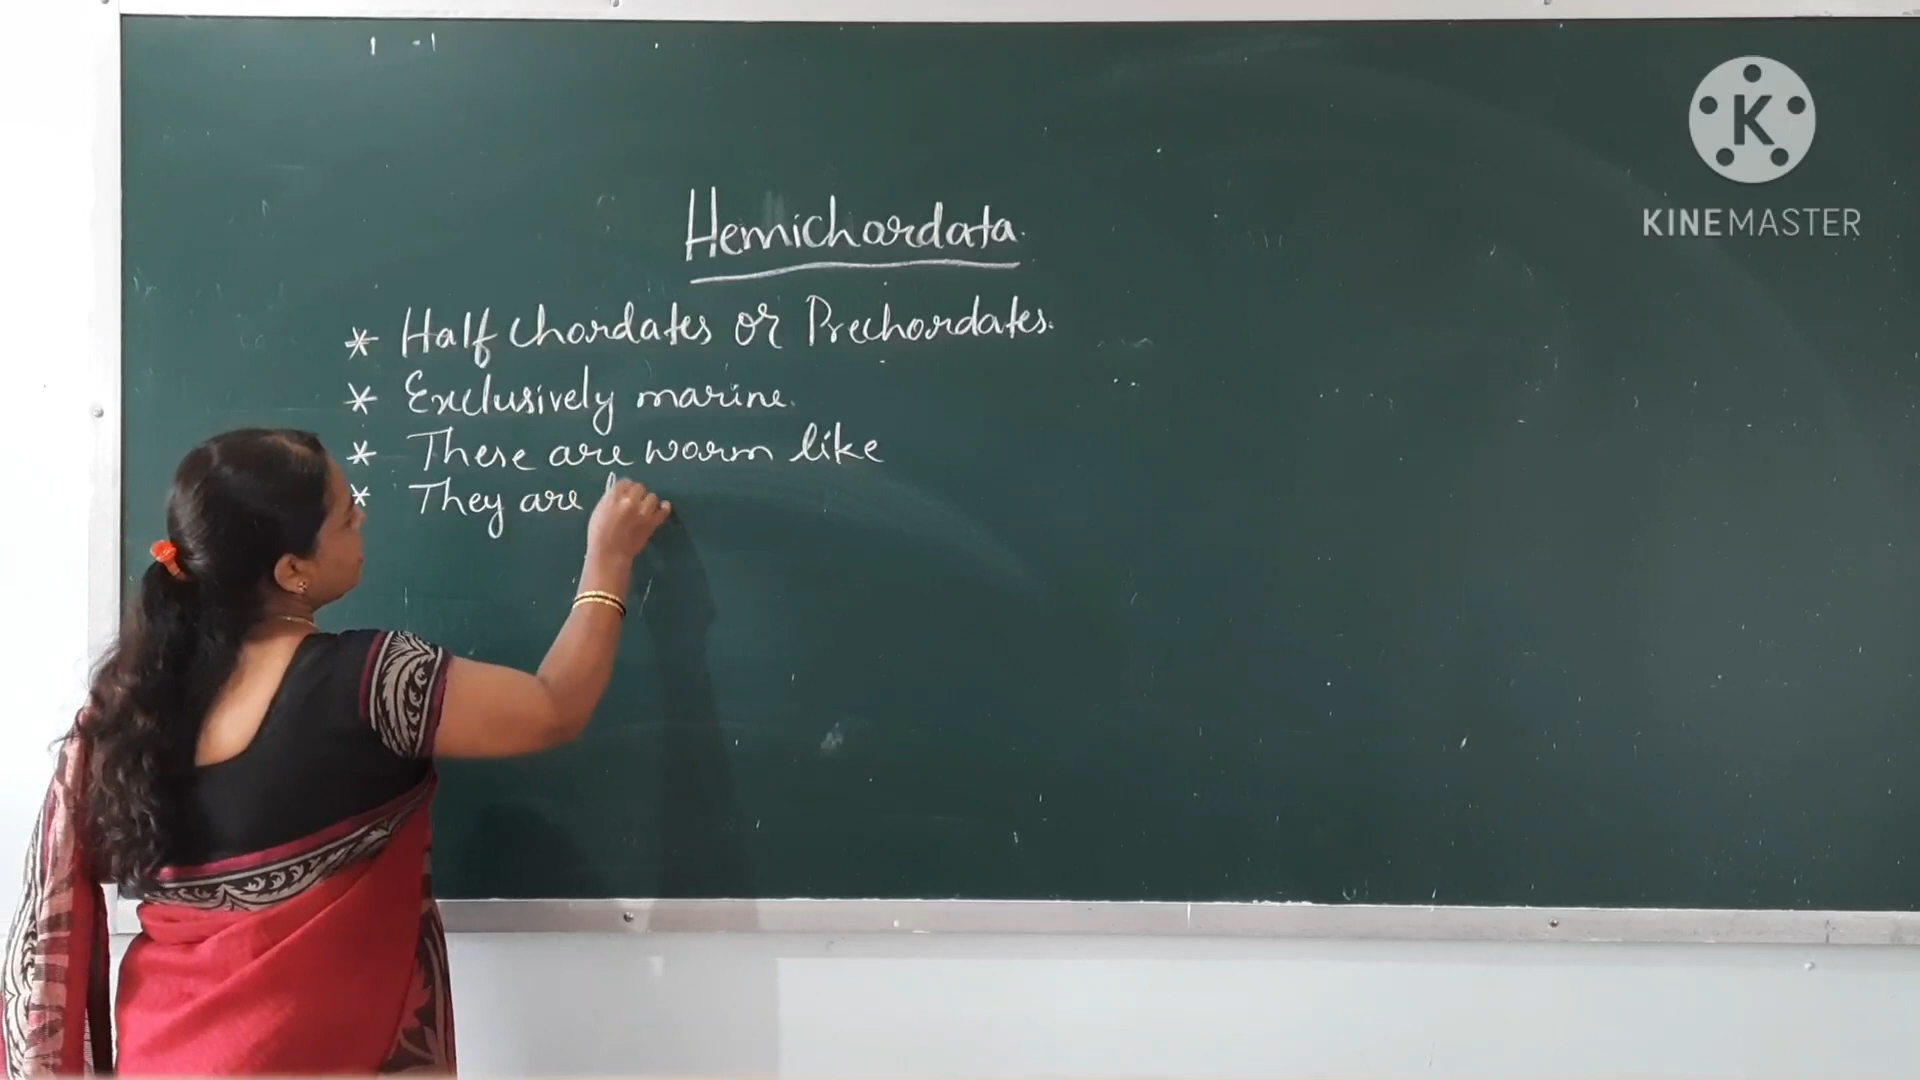 Hemichordata.
* Half chordates or Prechordates.
* Exclusively marine.
* These are worm like
* They are
K
KINEMASTER